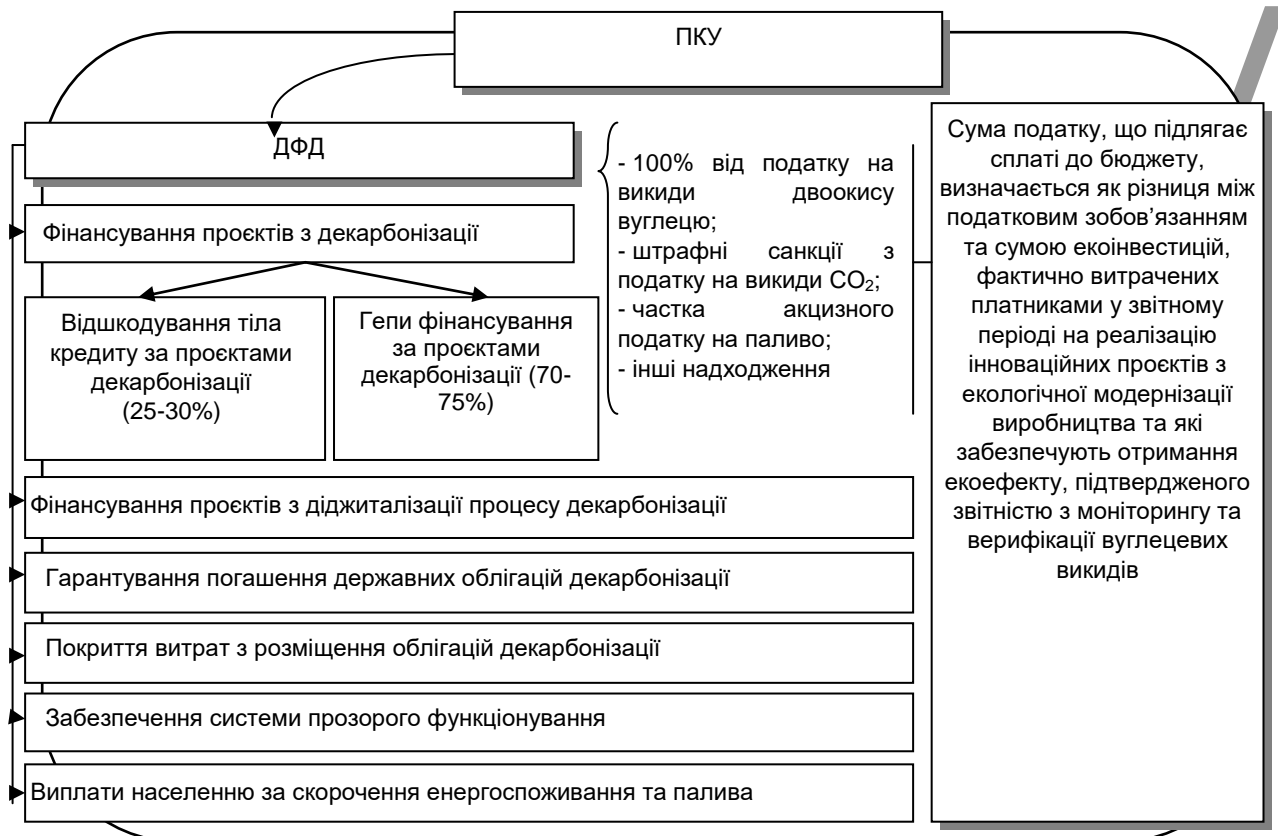 ПКУ
ДФД
Фінансування проєктів з декарбонізації
Відшкодування тіла
кредиту за проєктами
декарбонізації
(25-30%)
Гепи фінансування
за проєктами
декарбонізації (70-
75%)
- 100% від податку на
викиди двоокису
вуглецю;
- штрафні санкції з
податку на викиди CO₂;
- частка акцизного
податку на паливо;
- інші надходження
Сума податку, що підлягає
сплаті до бюджету,
визначається як різниця між
податковим зобов’язанням
та сумою екоінвестицій,
фактично витрачених
платниками у звітному
періоді на реалізацію
інноваційних проєктів з
екологічної модернізації
виробництва та які
забезпечують отримання
екоефекту, підтвердженого
звітністю з моніторингу та
верифікації вуглецевих
викидів
Фінансування проєктів з діджиталізації процесу декарбонізації
Гарантування погашення державних облігацій декарбонізації
Покриття витрат з розміщення облігацій декарбонізації
Забезпечення системи прозорого функціонування
Виплати населенню за скорочення енергоспоживання та палива